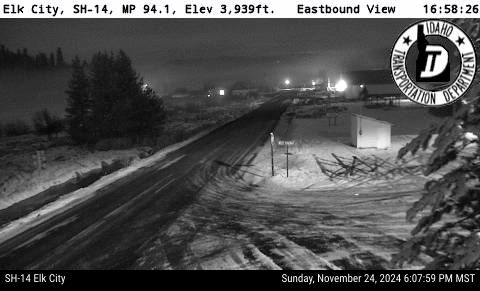 Elk City, SH-14, MP 94.1, Elev 3,939ft. Eastbound View 16:58:26
IDAHO
TRANSPORTATION DEPARTMENT
SH-14 Elk City
Sunday, November 24, 2024 6:07:59 PM MST